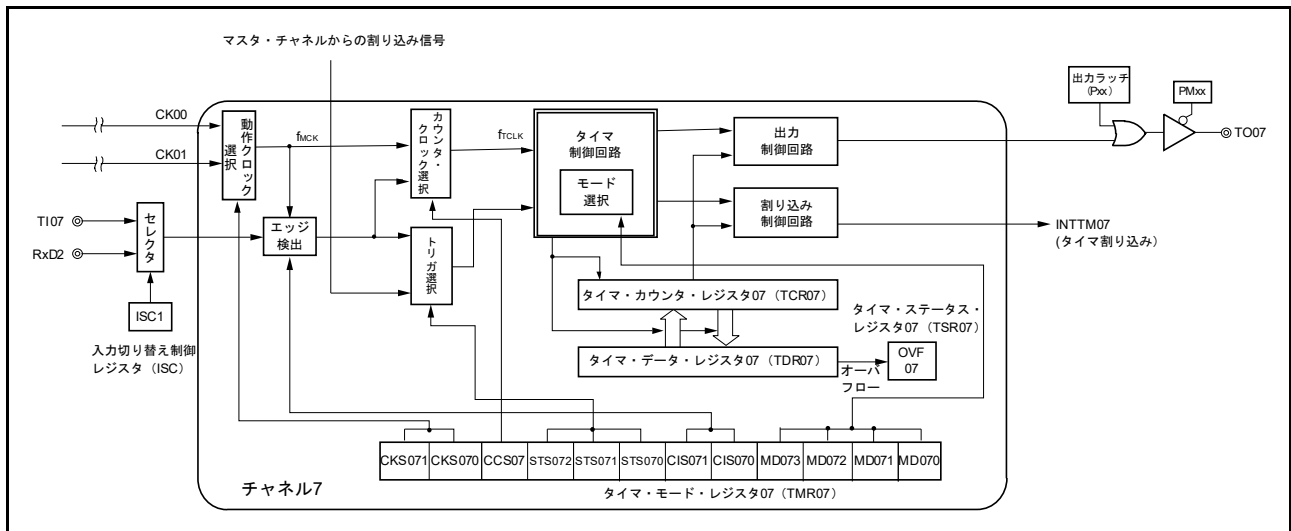 マスタ・チャネルからの割り込み信号
出力ラッチ
(Pxx)
PMxx
CK00
CK01
動作クロック
選択
fMCK
カウンタ・
クロック選択
fTCLK
タイマ
制御回路
モード
選択
出力
制御回路
TO07
TI07
RxD2
セレクタ
エッジ
検出
トリガ選択
割り込み
制御回路
INTTM07
(タイマ割り込み)
ISC1
入力切り替え制御
レジスタ(ISC)
タイマ・カウンタ・レジスタ07(TCR07)
タイマ・ステータス・
レジスタ07(TSR07)
タイマ・データ・レジスタ07(TDR07)
オーバ
フロー
OVF
07
CKS071 CKS070 CCS07 STS072 STS071 STS070 CIS071 CIS070 MD073 MD072 MD071 MD070
チャネル7
タイマ・モード・レジスタ07(TMR07)